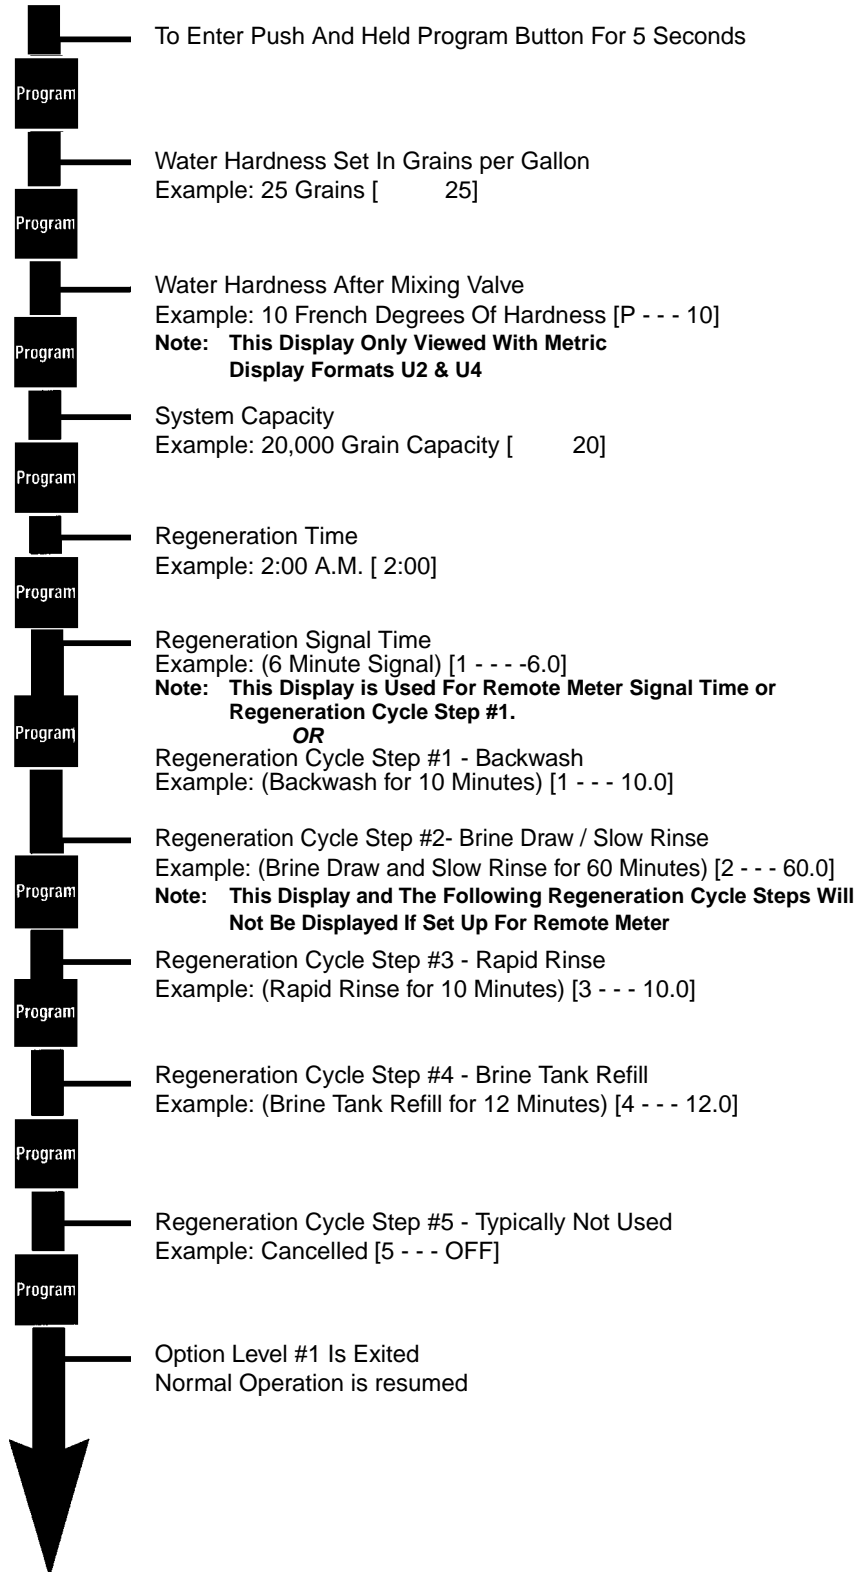 To Enter Push And Held Program Button For 5 Seconds
Program
Water Hardness Set In Grains per Gallon
Example: 25 Grains [ 25]
Program
Water Hardness After Mixing Valve
Example: 10 French Degrees Of Hardness [P - - - 10]
Note: This Display Only Viewed With Metric
Display Formats U2 & U4
Program
System Capacity
Example: 20,000 Grain Capacity [ 20]
Program
Regeneration Time
Example: 2:00 A.M. [ 2:00]
Program
Regeneration Signal Time
Example: (6 Minute Signal) [1 - - - -6.0]
Note: This Display is Used For Remote Meter Signal Time or
Regeneration Cycle Step #1.
OR
Regeneration Cycle Step #1 - Backwash
Example: (Backwash for 10 Minutes) [1 - - - 10.0]
Program
Regeneration Cycle Step #2- Brine Draw / Slow Rinse
Example: (Brine Draw and Slow Rinse for 60 Minutes) [2 - - - 60.0]
Note: This Display and The Following Regeneration Cycle Steps Will
Not Be Displayed If Set Up For Remote Meter
Program
Regeneration Cycle Step #3 - Rapid Rinse
Example: (Rapid Rinse for 10 Minutes) [3 - - - 10.0]
Program
Regeneration Cycle Step #4 - Brine Tank Refill
Example: (Brine Tank Refill for 12 Minutes) [4 - - - 12.0]
Program
Regeneration Cycle Step #5 - Typically Not Used
Example: Cancelled [5 - - - OFF]
Program
Option Level #1 Is Exited
Normal Operation is resumed